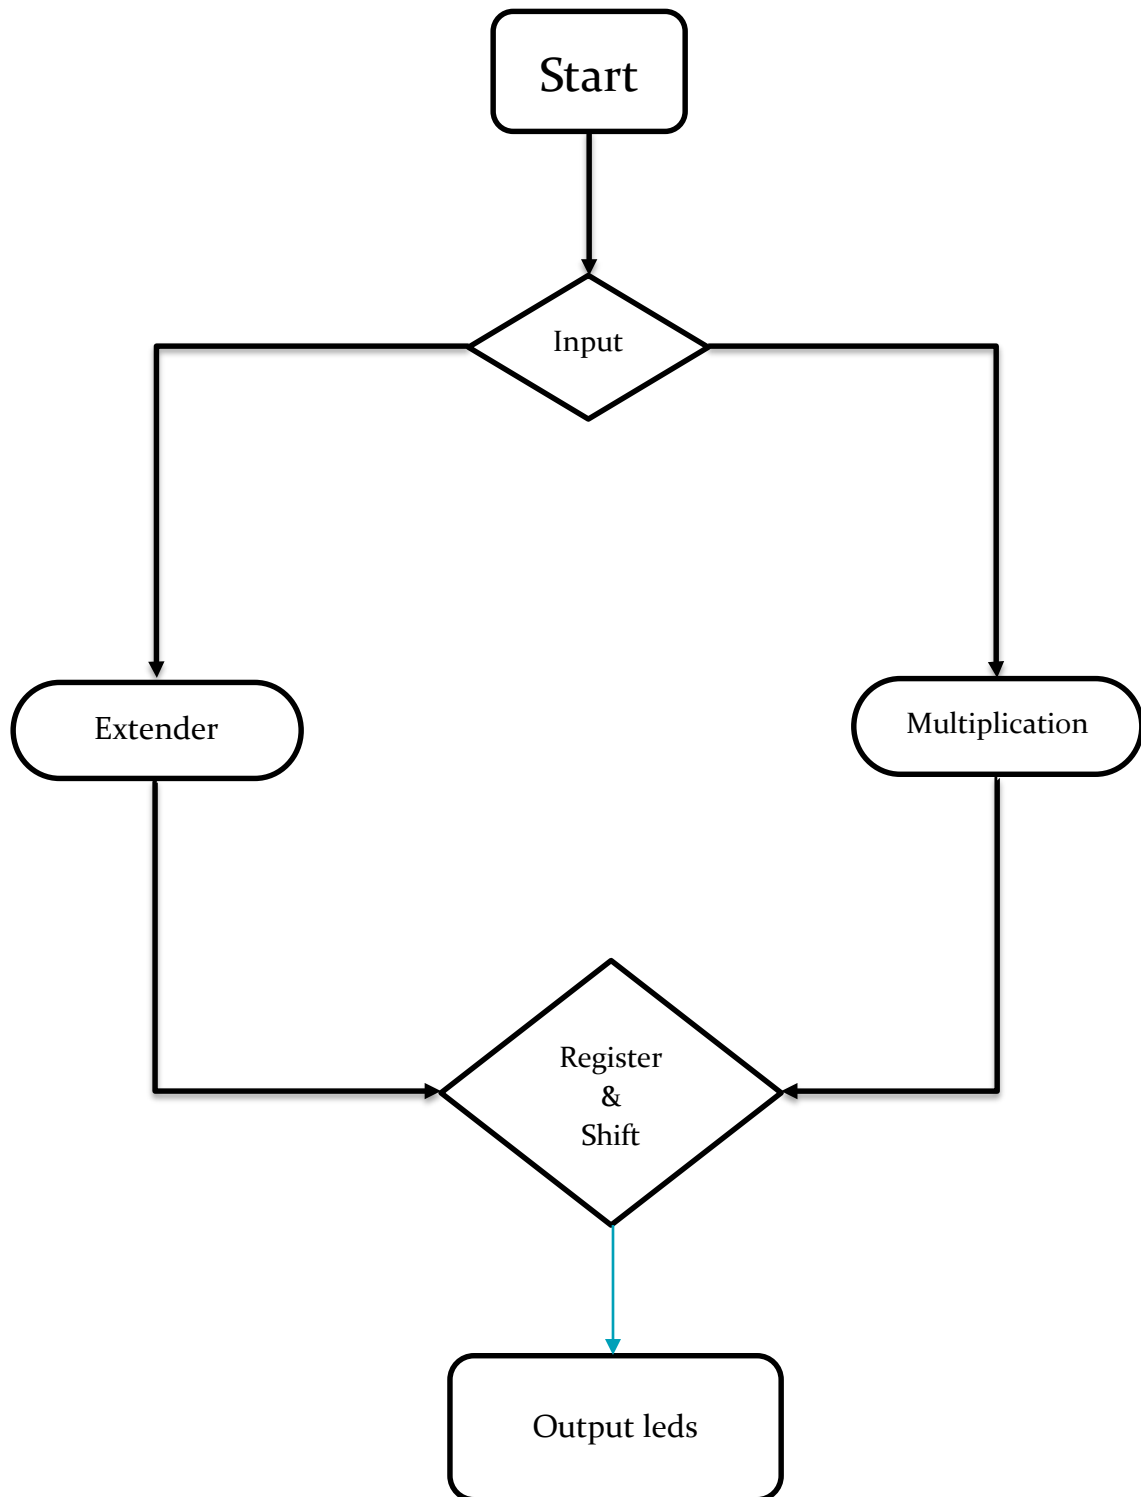 Start
Input
Extender
Multiplication
Register
&
Shift
Output leds